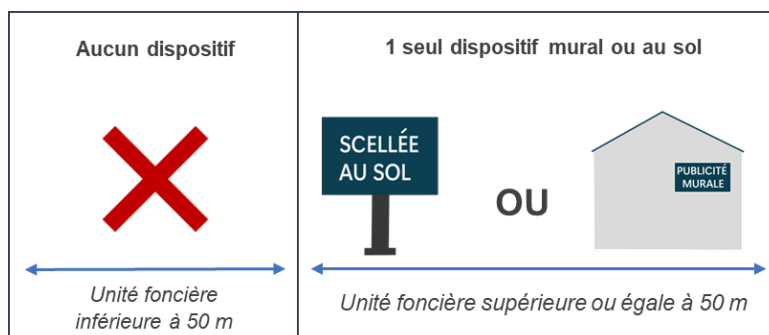 Aucun dispositif
1 seul dispositif mural ou au sol
SCELLÉE
AU SOL
OU
PUBLICITÉ
MURALE
Unité foncière
inférieure à 50 m
Unité foncière supérieure ou égale à 50 m